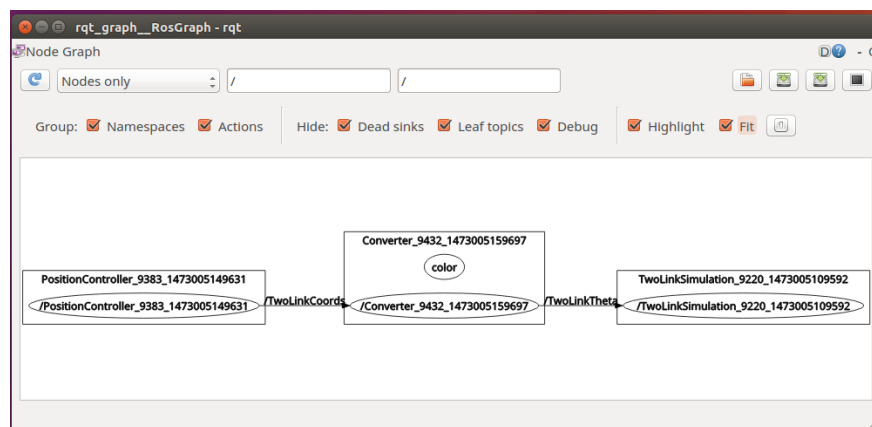 rqt_graph__RosGraph - rqt
Node Graph
D ? -
Nodes only / /
Group: Namespaces Actions Hide: Dead sinks Leaf topics Debug Highlight Fit
Converter_9432_1473005159697
color
PositionController_9383_1473005149631
TwoLinkSimulation_9220_1473005109592
/PositionController_9383_1473005149631 /TwoLinkCoords /Converter_9432_1473005159697 /TwoLinkTheta /TwoLinkSimulation_9220_1473005109592